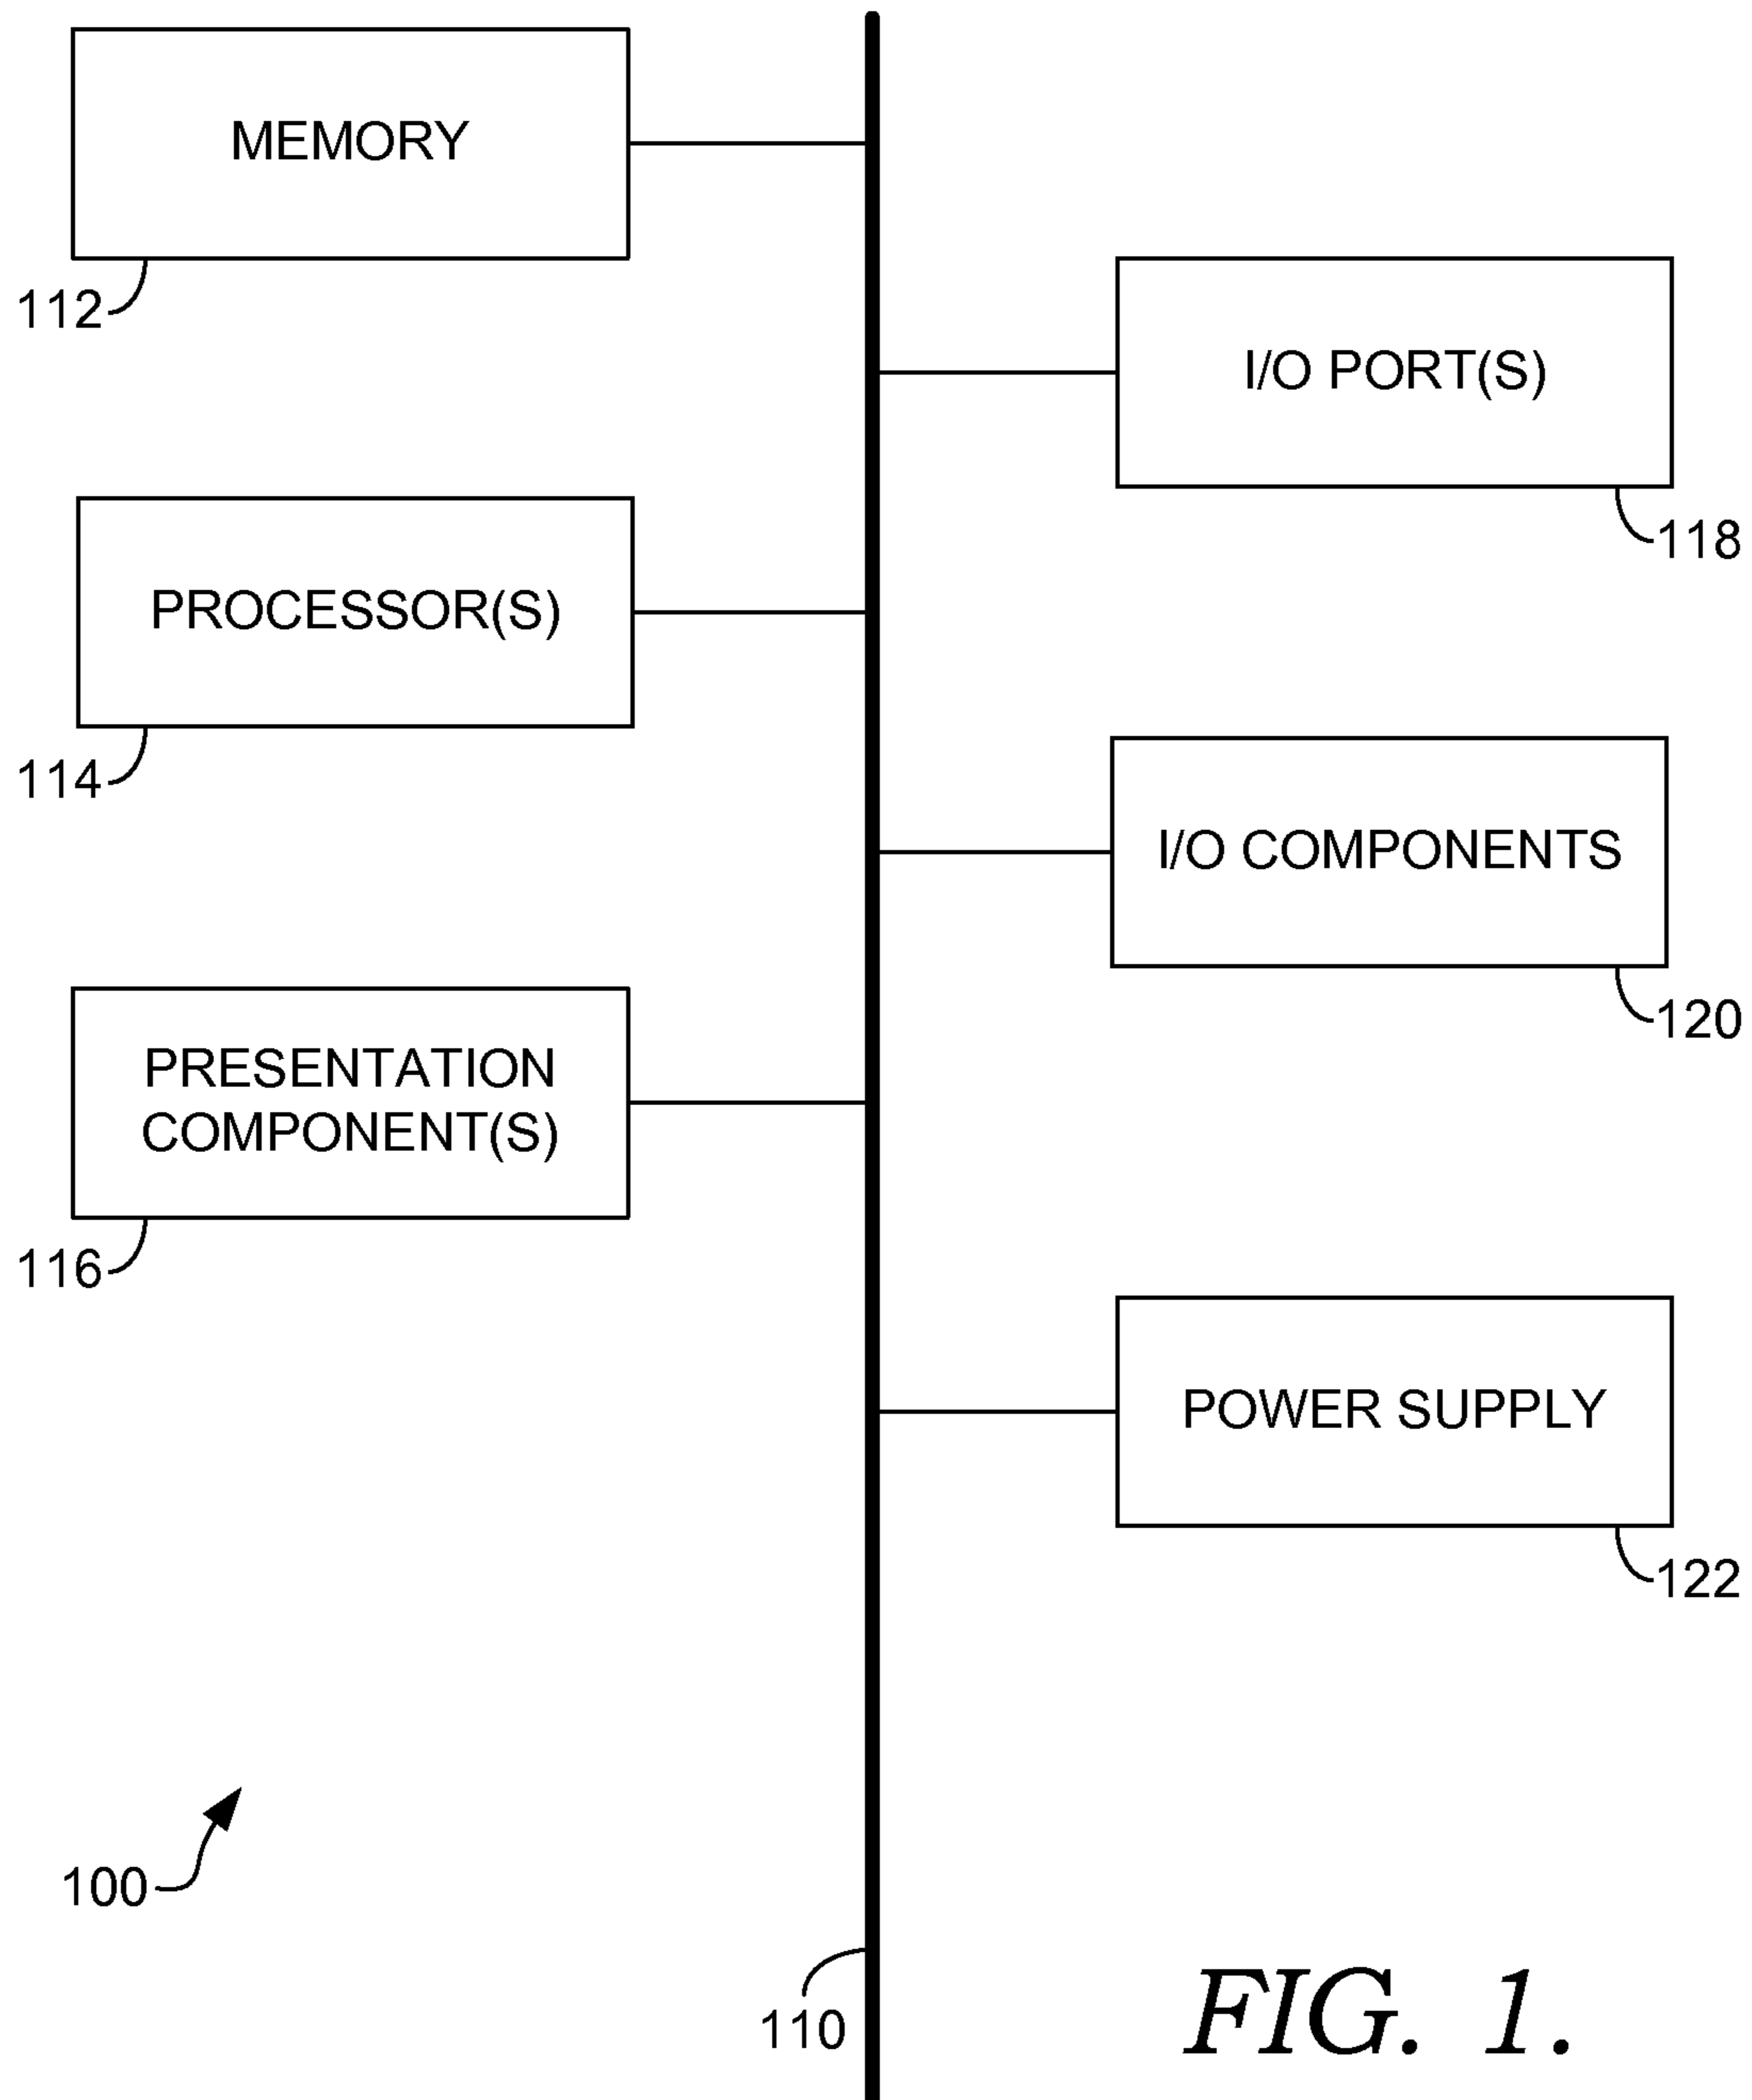 MEMORY
112
I/O PORT(S)
118
PROCESSOR(S)
114
I/O COMPONENTS
120
PRESENTATION
COMPONENT(S)
116
POWER SUPPLY
122
100
110
FIG. 1.